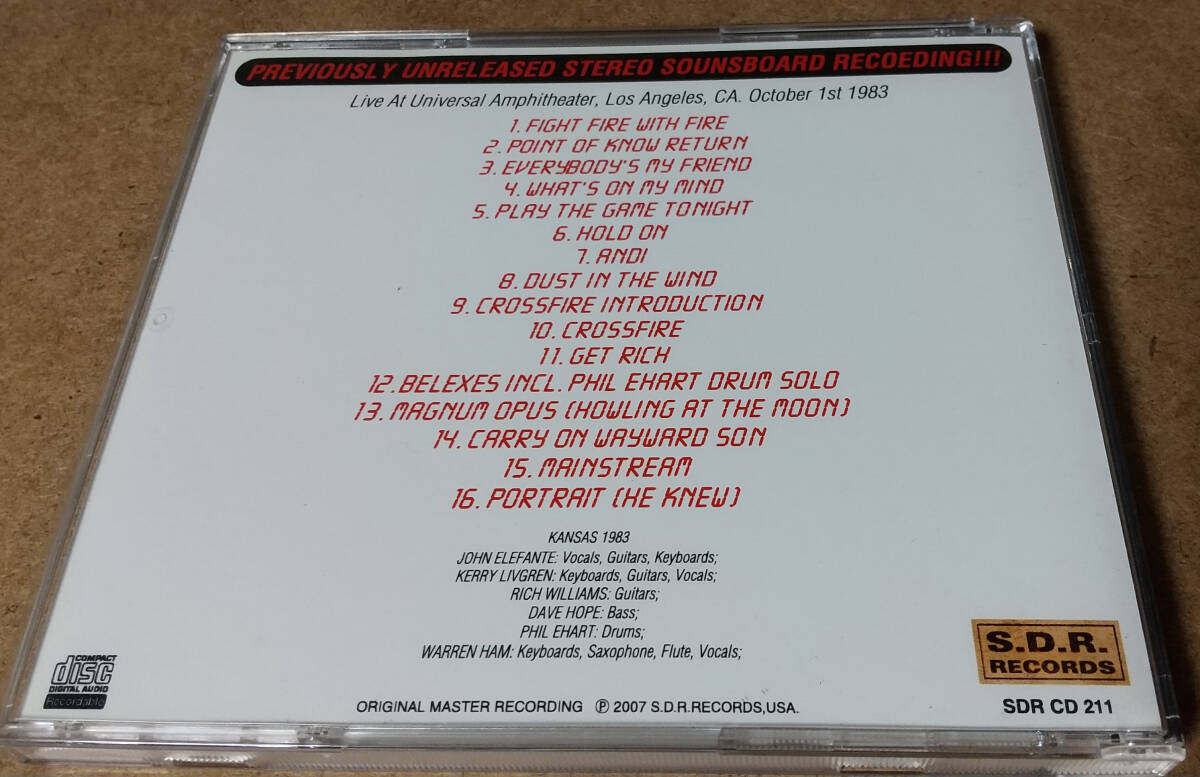 PREVIOUSLY UNRELEASED STEREO SOUNSBOARD RECOEDING!!!
Live At Universal Amphitheater, Los Angeles, CA. October 1st 1983
1. FIGHT FIRE WITH FIRE
2. POINT OF KNOW RETURN
3. EVERYBODY'S MY FRIEND
4. WHAT'S ON MY MIND
5. PLAY THE GAME TONIGHT
6. HOLD ON
7. ANDI
8. DUST IN THE WIND
9. CROSSFIRE INTRODUCTION
10. CROSSFIRE
11. GET RICH
12. BELEXES INCL. PHIL EHART DRUM SOLO
13. MAGNUM OPUS (HOWLING AT THE MOON)
14. CARRY ON WAYWARD SON
15. MAINSTREAM
16. PORTRAIT (HE KNEW)
KANSAS 1983
JOHN ELEFANTE: Vocals, Guitars, Keyboards;
KERRY LIVGREN: Keyboards, Guitars, Vocals;
RICH WILLIAMS: Guitars;
DAVE HOPE: Bass;
PHIL EHART: Drums;
WARREN HAM: Keyboards, Saxophone, Flute, Vocals;
COMPACT
disc
DIGITAL AUDIO
Recordable
ORIGINAL MASTER RECORDING ℗ 2007 S.D.R.RECORDS,USA.
S.D.R.
RECORDS
SDR CD 211